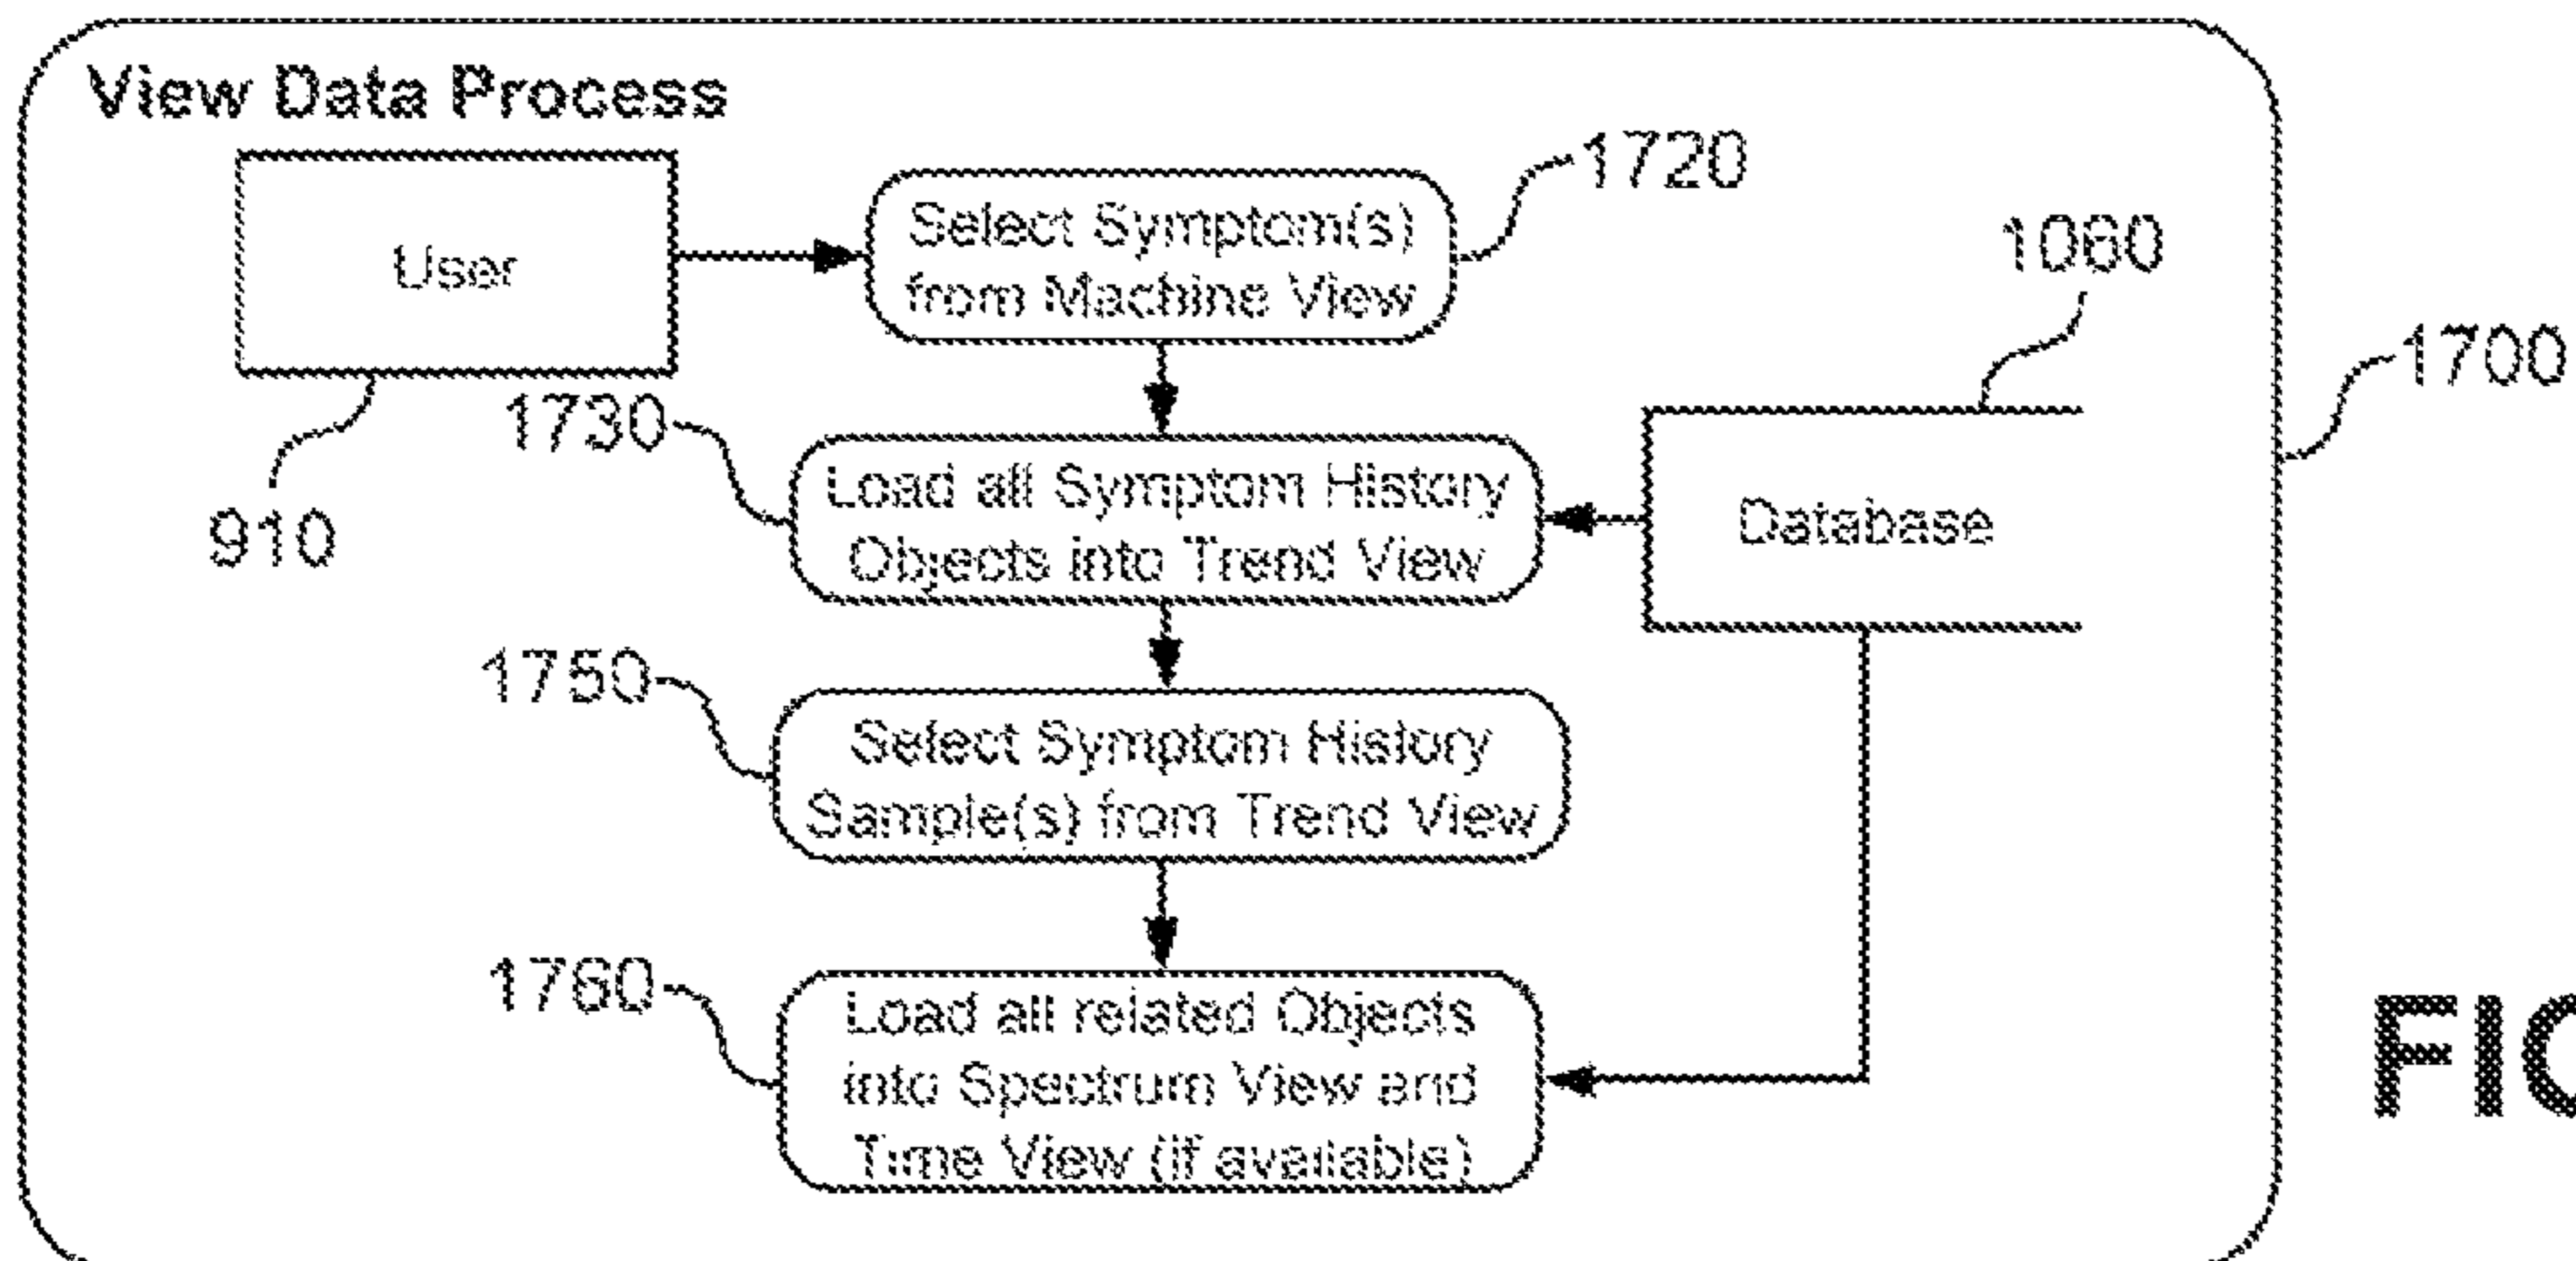 View Data Process
User
Select Symptom(s)
from Machine View
1720
1060
1700
1730
910
Load all Symptom History
Objects into Trend View
Database
1750
Select Symptom History
Sample(s) from Trend View
1760
Load all related Objects
into Spectrum View and
Time View (if available)